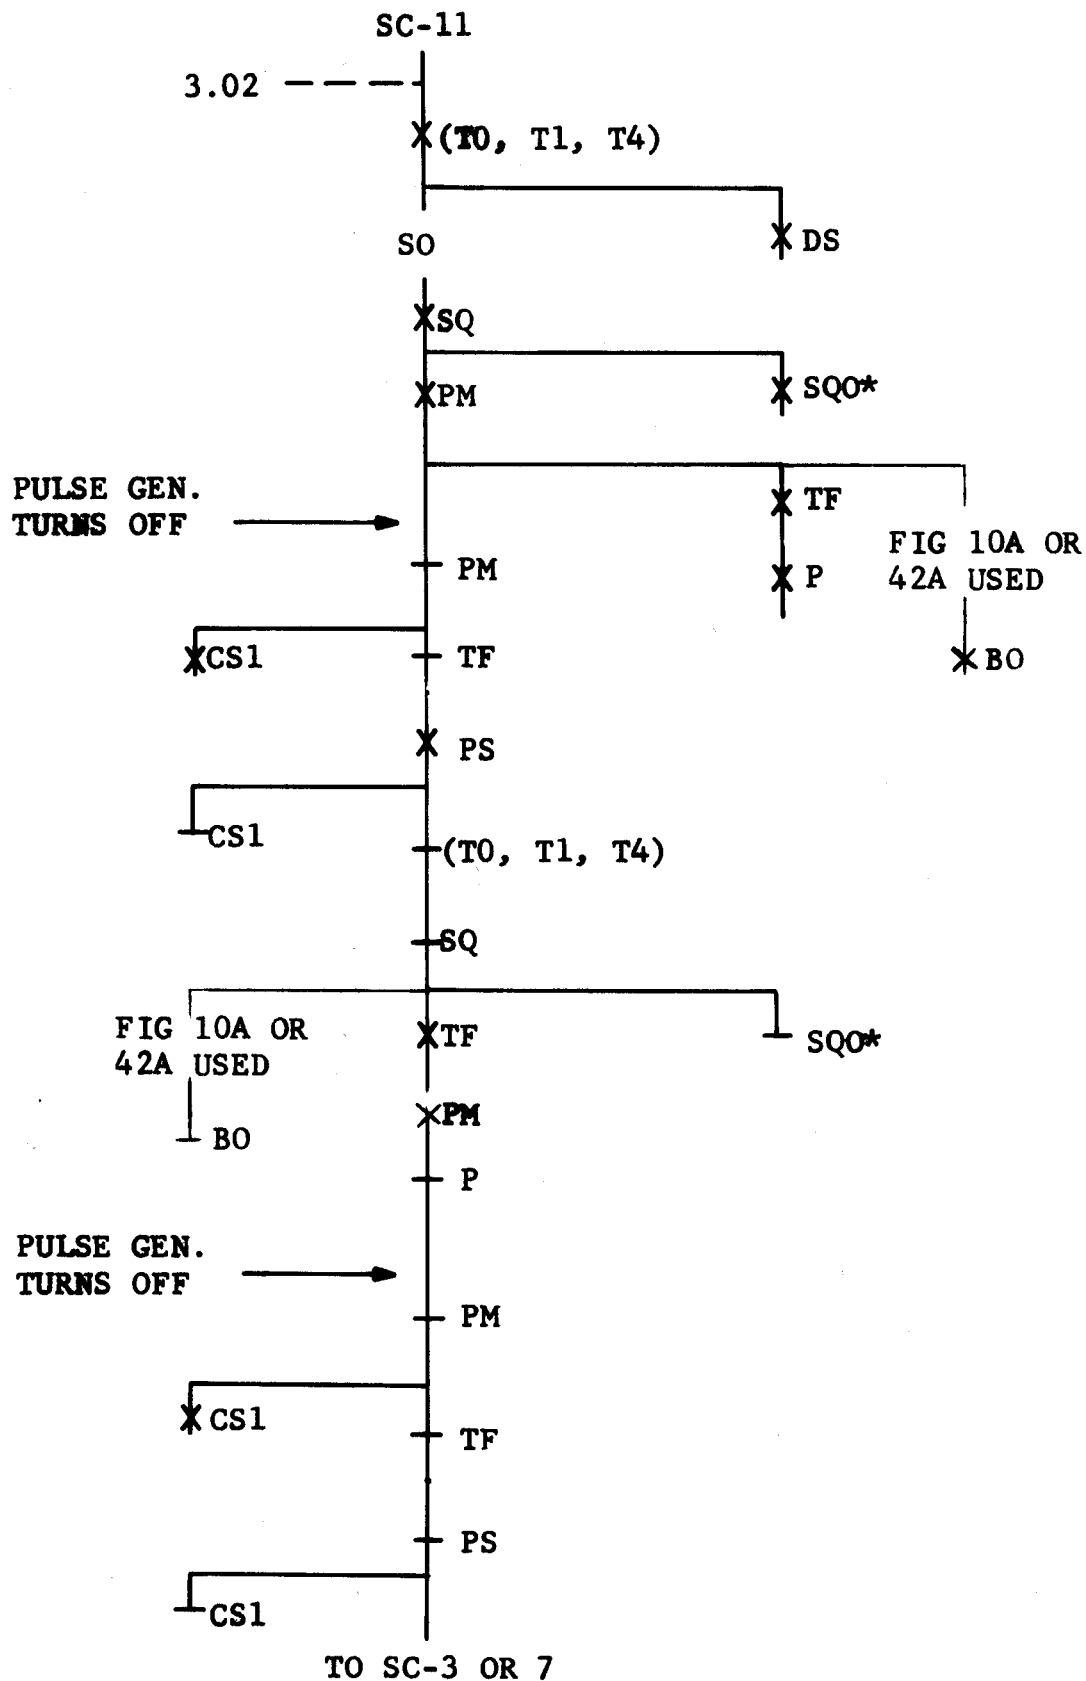 SC-11
3.02
(T0, T1, T4)
DS
SO
SQ
SQO*
PM
PULSE GEN.
TURNS OFF
TF
FIG 10A OR
42A USED
PM
P
CS1
TF
BO
PS
CS1
(T0, T1, T4)
SQ
FIG 10A OR
42A USED
TF
SQO*
PM
BO
P
PULSE GEN.
TURNS OFF
PM
CS1
TF
PS
CS1
TO SC-3 OR 7